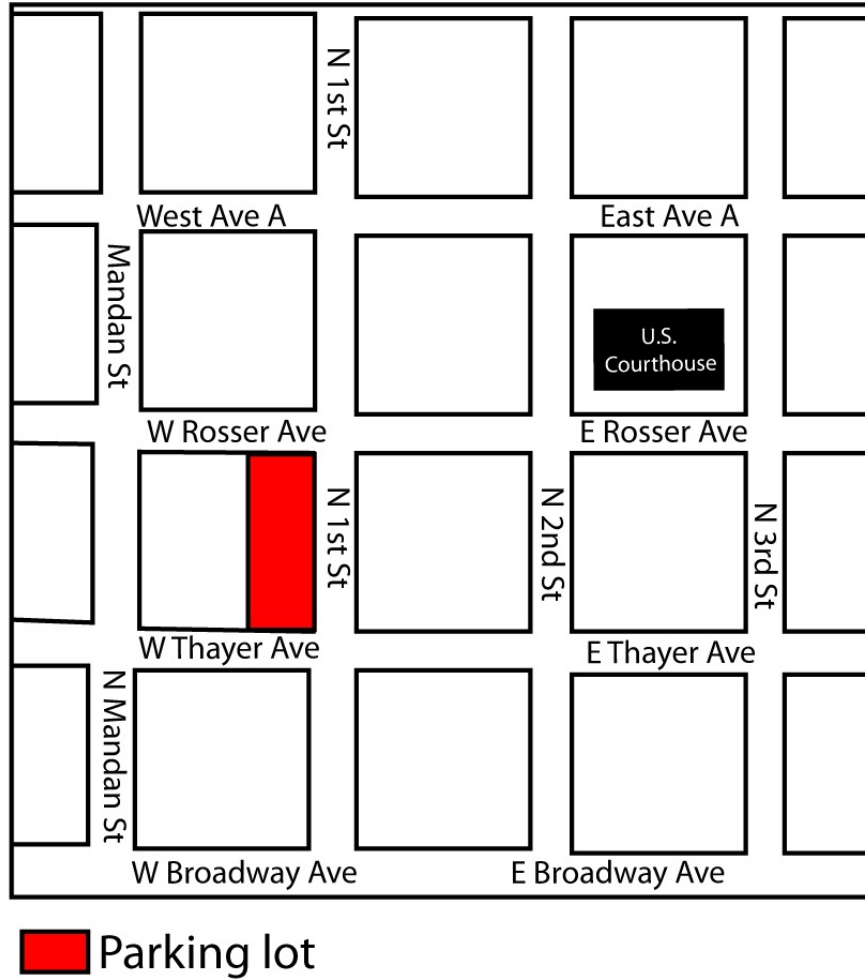 N 1st St
West Ave A
East Ave A
Mandan St
U.S.
Courthouse
W Rosser Ave
E Rosser Ave
N 1st St
N 2nd St
N 3rd St
W Thayer Ave
E Thayer Ave
N Mandan St
W Broadway Ave
E Broadway Ave
Parking lot